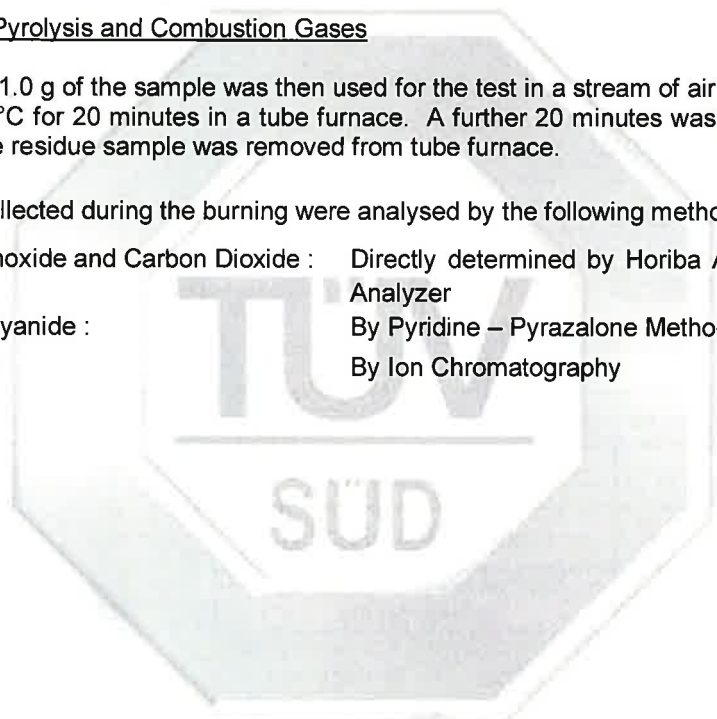 Pyrolysis and Combustion Gases
1.0 g of the sample was then used for the test in a stream of air
°C for 20 minutes in a tube furnace. A further 20 minutes was
residue sample was removed from tube furnace.
llected during the burning were analysed by the following metho
noxide and Carbon Dioxide : Directly determined by Horiba
Analyzer
yanide : By Pyridine – Pyrazalone Metho
By Ion Chromatography
TÜV
SÜD